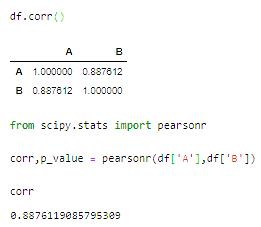 df.corr()
A B
A 1.000000 0.887612
B 0.887612 1.000000
from scipy.stats import pearsonr
corr,p_value = pearsonr(df['A'],df['B'])
corr
0.8876119085795309